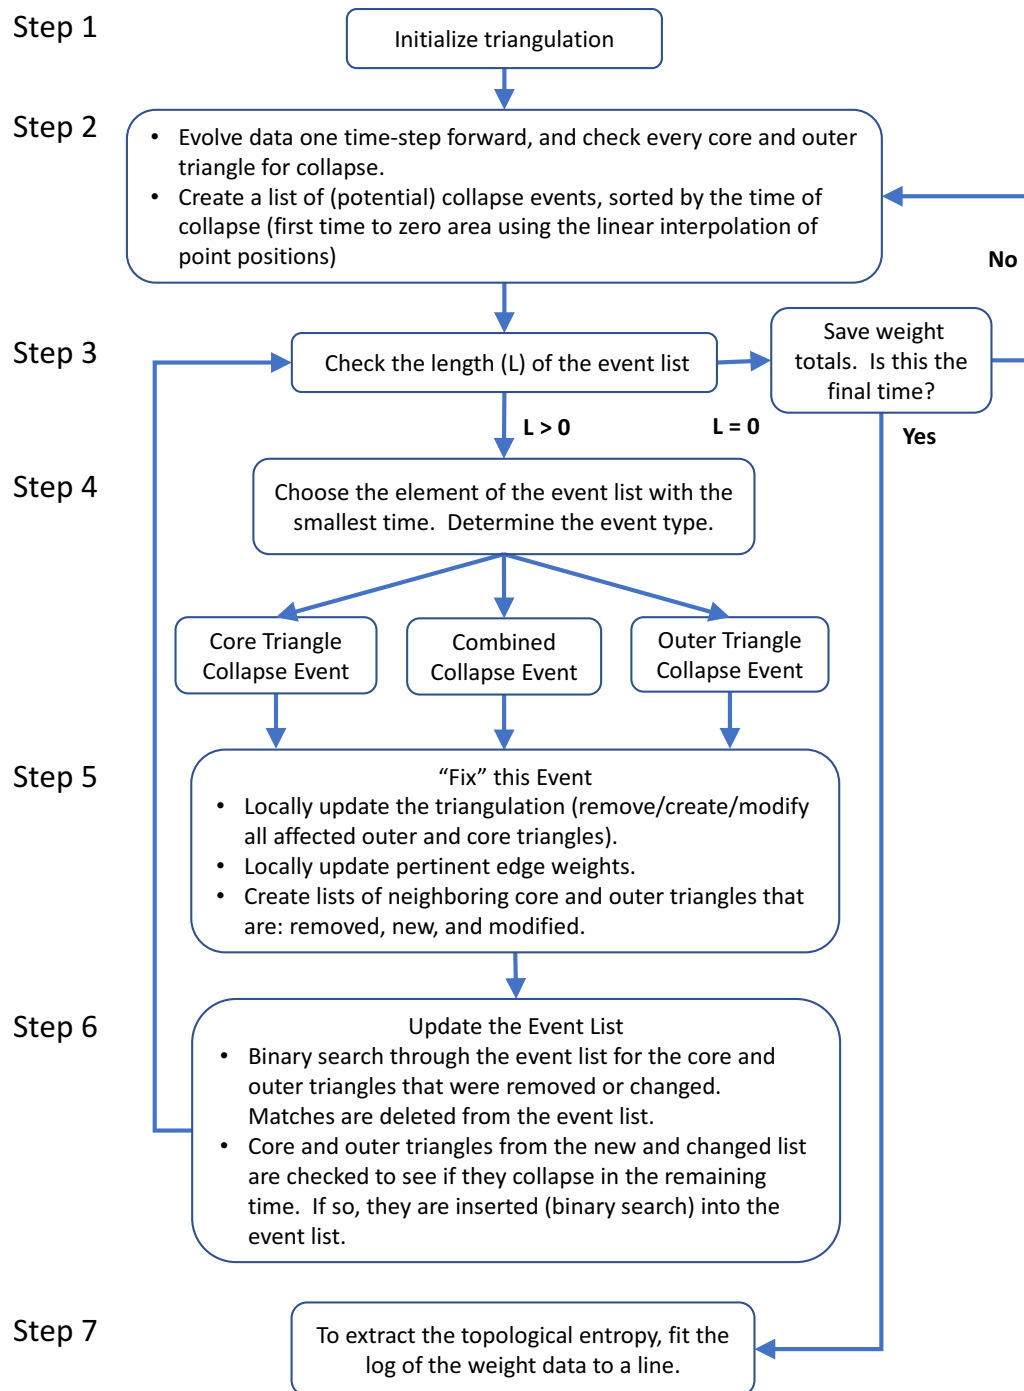 Step 1
Initialize triangulation
Step 2
• Evolve data one time-step forward, and check every core and outer
triangle for collapse.
• Create a list of (potential) collapse events, sorted by the time of
collapse (first time to zero area using the linear interpolation of
point positions)
No
Step 3
Check the length (L) of the event list
Save weight
totals. Is this the
final time?
L > 0
L = 0
Yes
Step 4
Choose the element of the event list with the
smallest time. Determine the event type.
Core Triangle
Collapse Event
Combined
Collapse Event
Outer Triangle
Collapse Event
Step 5
“Fix” this Event
• Locally update the triangulation (remove/create/modify
all affected outer and core triangles).
• Locally update pertinent edge weights.
• Create lists of neighboring core and outer triangles that
are: removed, new, and modified.
Step 6
Update the Event List
• Binary search through the event list for the core and
outer triangles that were removed or changed.
Matches are deleted from the event list.
• Core and outer triangles from the new and changed list
are checked to see if they collapse in the remaining
time. If so, they are inserted (binary search) into the
event list.
Step 7
To extract the topological entropy, fit the
log of the weight data to a line.